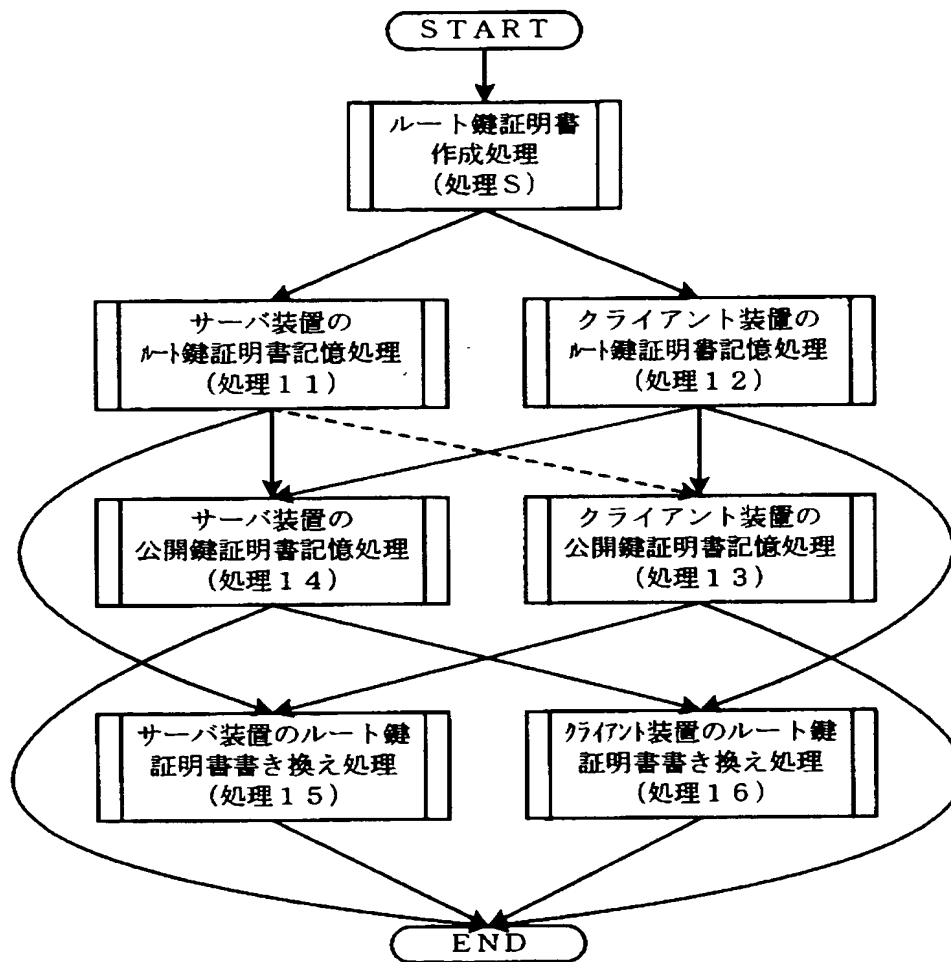 START
ルート鍵証明書
作成処理
(処理S)
サーバ装置の
ルート鍵証明書記憶処理
(処理11)
クライアント装置の
ルート鍵証明書記憶処理
(処理12)
サーバ装置の
公開鍵証明書記憶処理
(処理14)
クライアント装置の
公開鍵証明書記憶処理
(処理13)
サーバ装置のルート鍵
証明書書き換え処理
(処理15)
クライアント装置のルート鍵
証明書書き換え処理
(処理16)
END